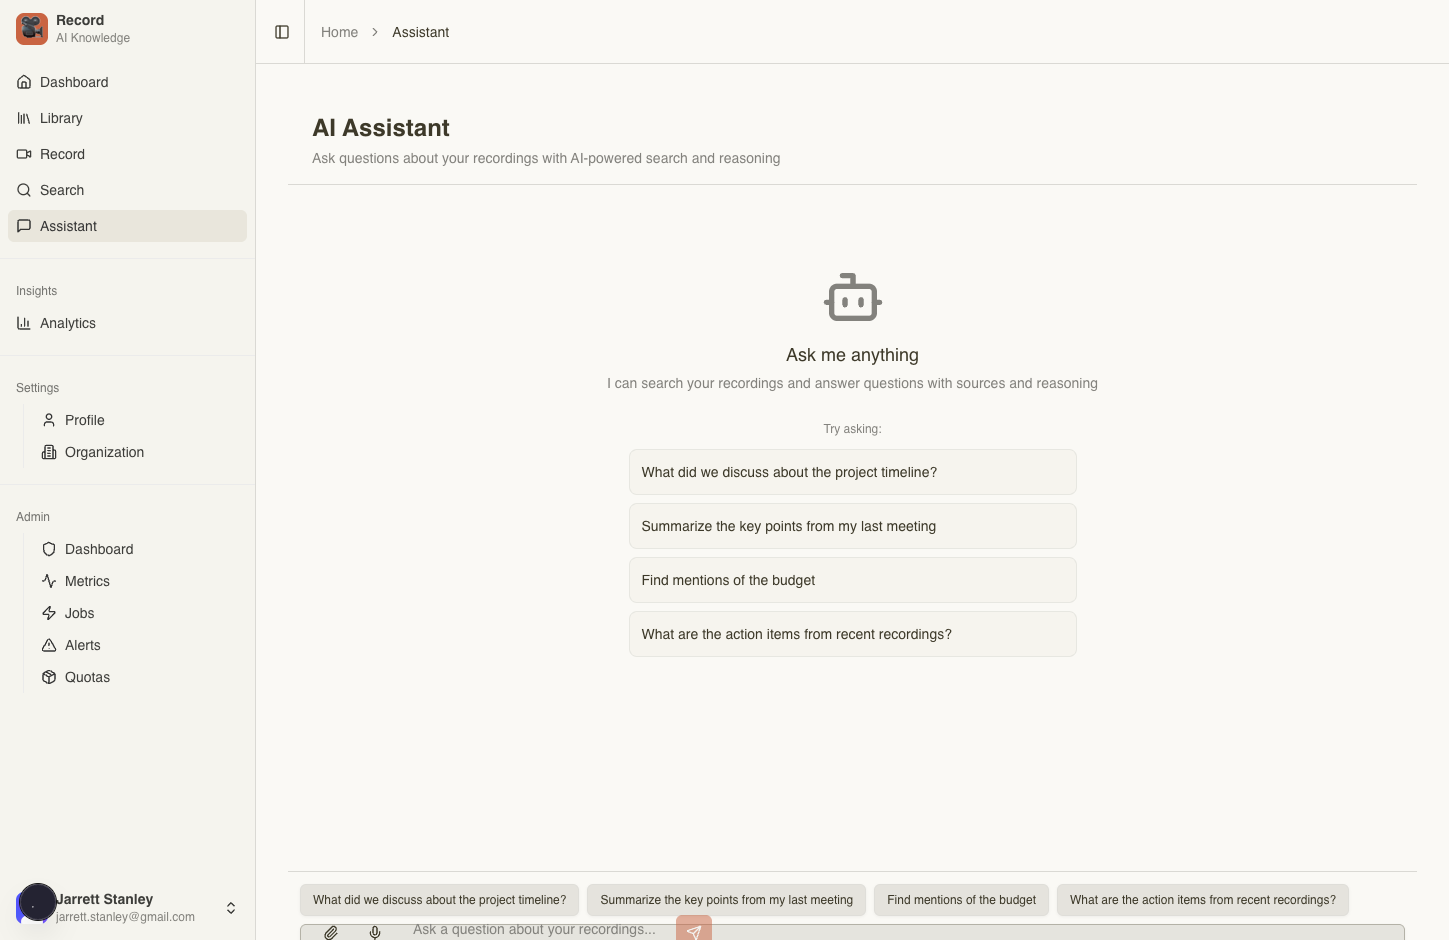 Record
AI Knowledge
Dashboard
Library
Record
Search
Assistant
Insights
Analytics
Settings
Profile
Organization
Admin
Dashboard
Metrics
Jobs
Alerts
Quotas
Jarrett Stanley
jarrett.stanley@gmail.com
Home
Assistant
AI Assistant
Ask questions about your recordings with AI-powered search and reasoning
Ask me anything
I can search your recordings and answer questions with sources and reasoning
Try asking:
What did we discuss about the project timeline?
Summarize the key points from my last meeting
Find mentions of the budget
What are the action items from recent recordings?
What did we discuss about the project timeline?
Summarize the key points from my last meeting
Find mentions of the budget
What are the action items from recent recordings?
Ask a question about your recordings...